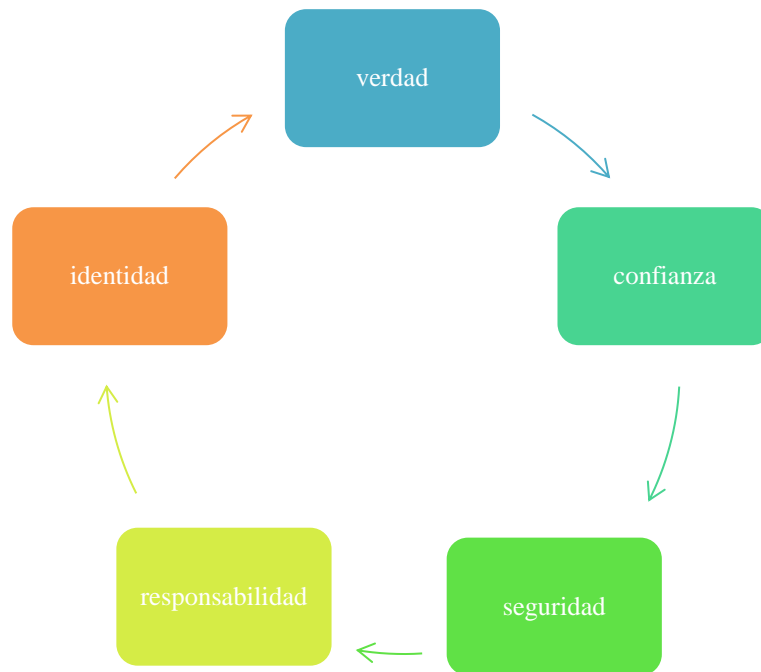 verdad
confianza
seguridad
responsabilidad
identidad